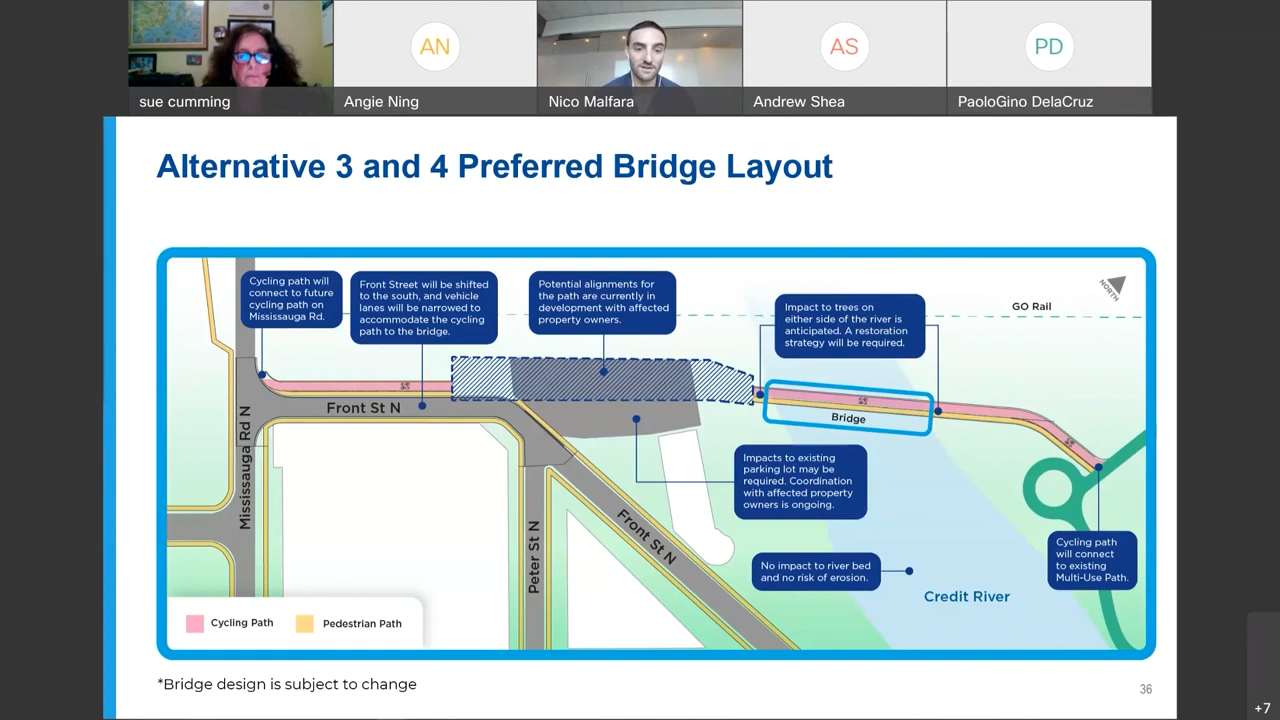 AN
AS
PD
sue cumming
Angie Ning
Nico Malfara
Andrew Shea
PaoloGino DelaCruz
Alternative 3 and 4 Preferred Bridge Layout
Cycling path will
connect to future
cycling path on
Mississauga Rd.
Front Street will be shifted
to the south, and vehicle
lanes will be narrowed to
accommodate the cycling
path to the bridge.
Potential alignments for
the path are currently in
development with affected
property owners.
Impact to trees on
either side of the river is
anticipated. A restoration
strategy will be required.
NORTH
GO Rail
Front St N
Bridge
Mississauga Rd N
Impacts to existing
parking lot may be
required. Coordination
with affected property
owners is ongoing.
Peter St N
Front St N
No impact to river bed
and no risk of erosion.
Cycling path
will connect
to existing
Multi-Use Path.
Credit River
Cycling Path
Pedestrian Path
*Bridge design is subject to change
36
+7